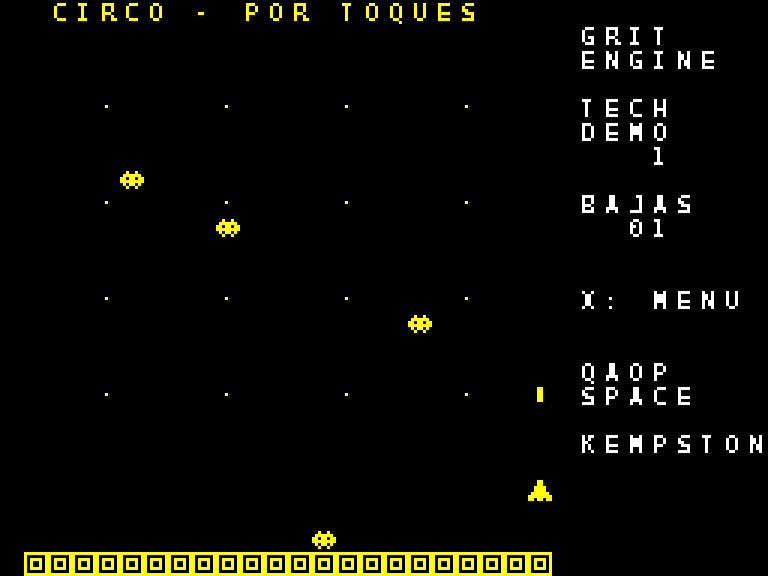 CIRCO - POR TOQUES
GRIT
ENGINE
TECH
DEMO
1
BAJAS
01
X: MENU
QAOP
SPACE
KEMPSTON